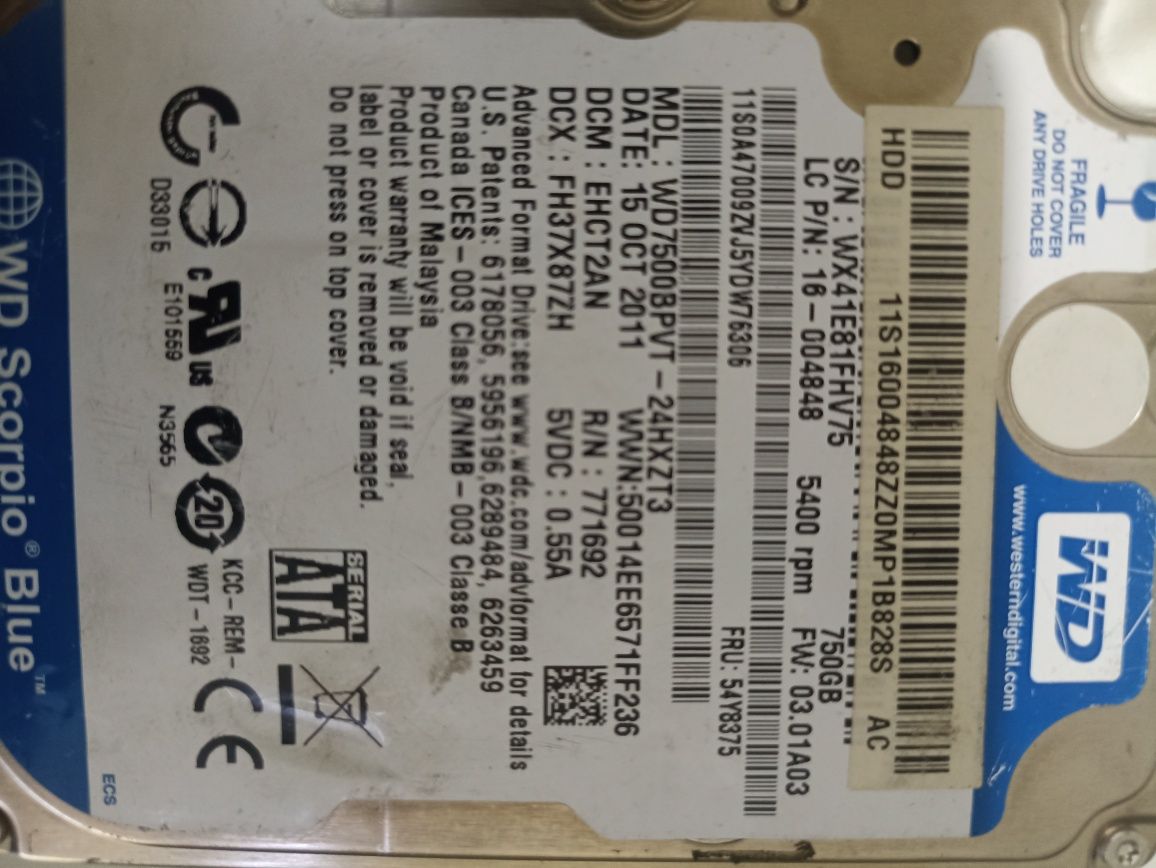 FRAGILE
DO NOT COVER
ANY DRIVE HOLES
WD
www.westerndigital.com
HDD 11S16004848ZZ0MP1B828S AC
S/N : WX41E81FHV75 750GB
LC P/N: 16-004848 5400 rpm FW: 03.01A03
11S0A47009ZVJ5YDW76306 FRU: 54Y8375
MDL : WD7500BPVT-24HXZT3
DATE: 15 OCT 2011 WWN:50014EE6571FF236
DCM : EHCT2AN R/N : 771692
DCX : FH37X87ZH 5VDC : 0.55A
Advanced Format Drive:see www.wdc.com/advformat for details
U.S. Patents: 6178056, 5956196,6289484, 6263459
Canada ICES-003 Class B/NMB-003 Classe B
Product of Malaysia
Product warranty will be void if seal,
label or cover is removed or damaged.
Do not press on top cover.
SERIAL
ATA
C US
20
KCC-REM-
WDT-1692
CE
D33015 E101559 N3565
ECS
WD Scorpio® Blue™